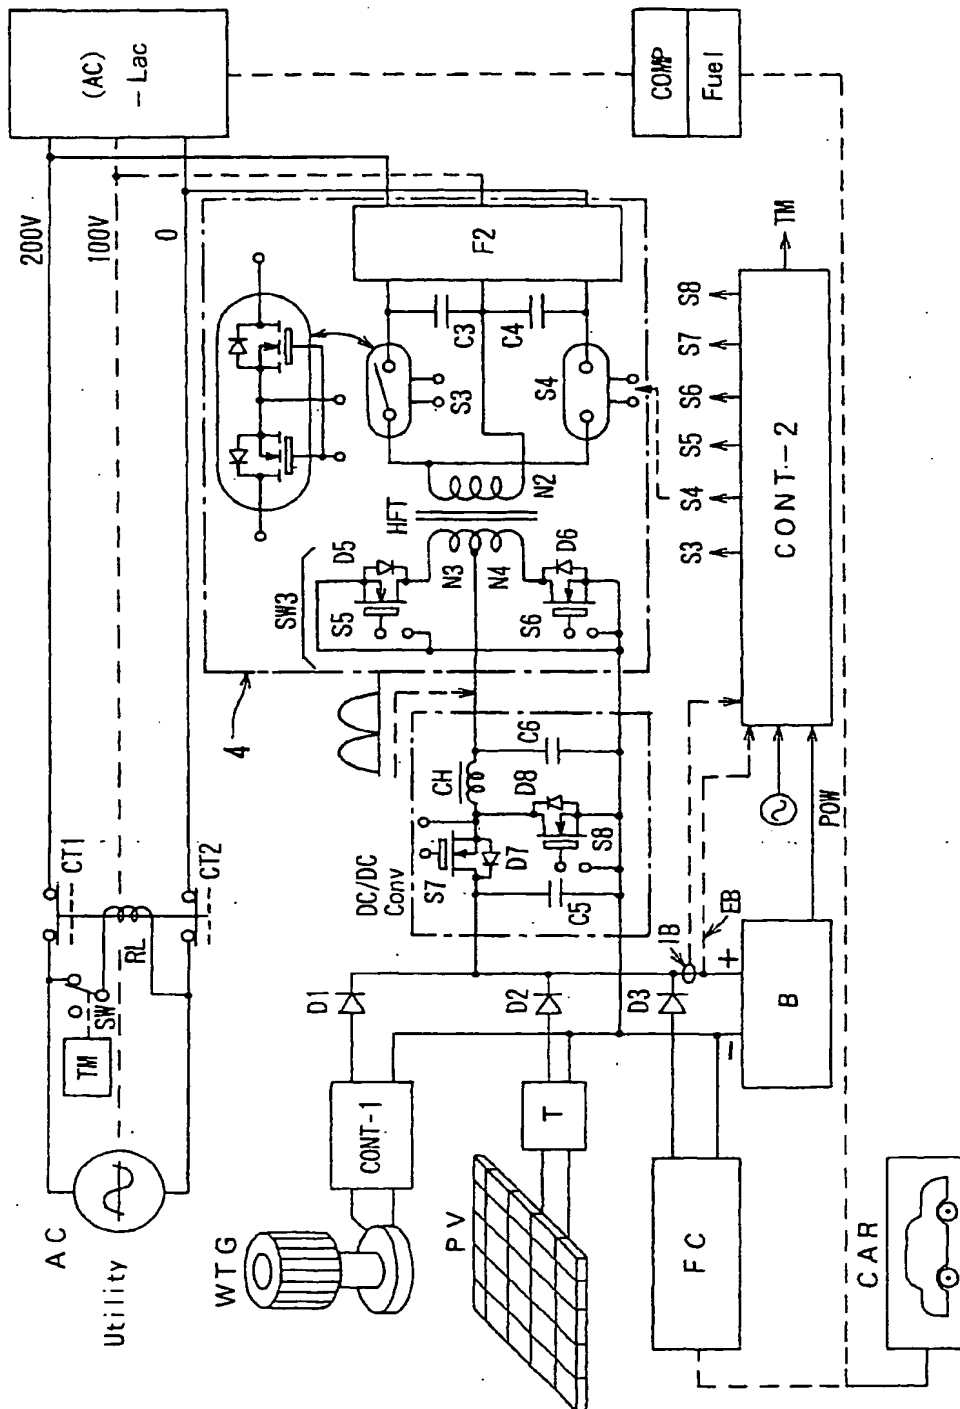 AC
Utility
TM
SW
RL
CT1
CT2
200V
100V
0
(AC)
-Lac
COMP
Fuel
4
SW3
S5
D5
S6
D6
N3
N4
HFT
N2
S3
S4
C3
C4
F2
DC/DC
Conv
S7
D7
CH
D8
S8
C5
C6
WTG
CONT-1
D1
PV
T
D2
FC
D3
IB
EB
+
-
B
POW
CONT-2
S3
S4
S5
S6
S7
S8
TM
CAR